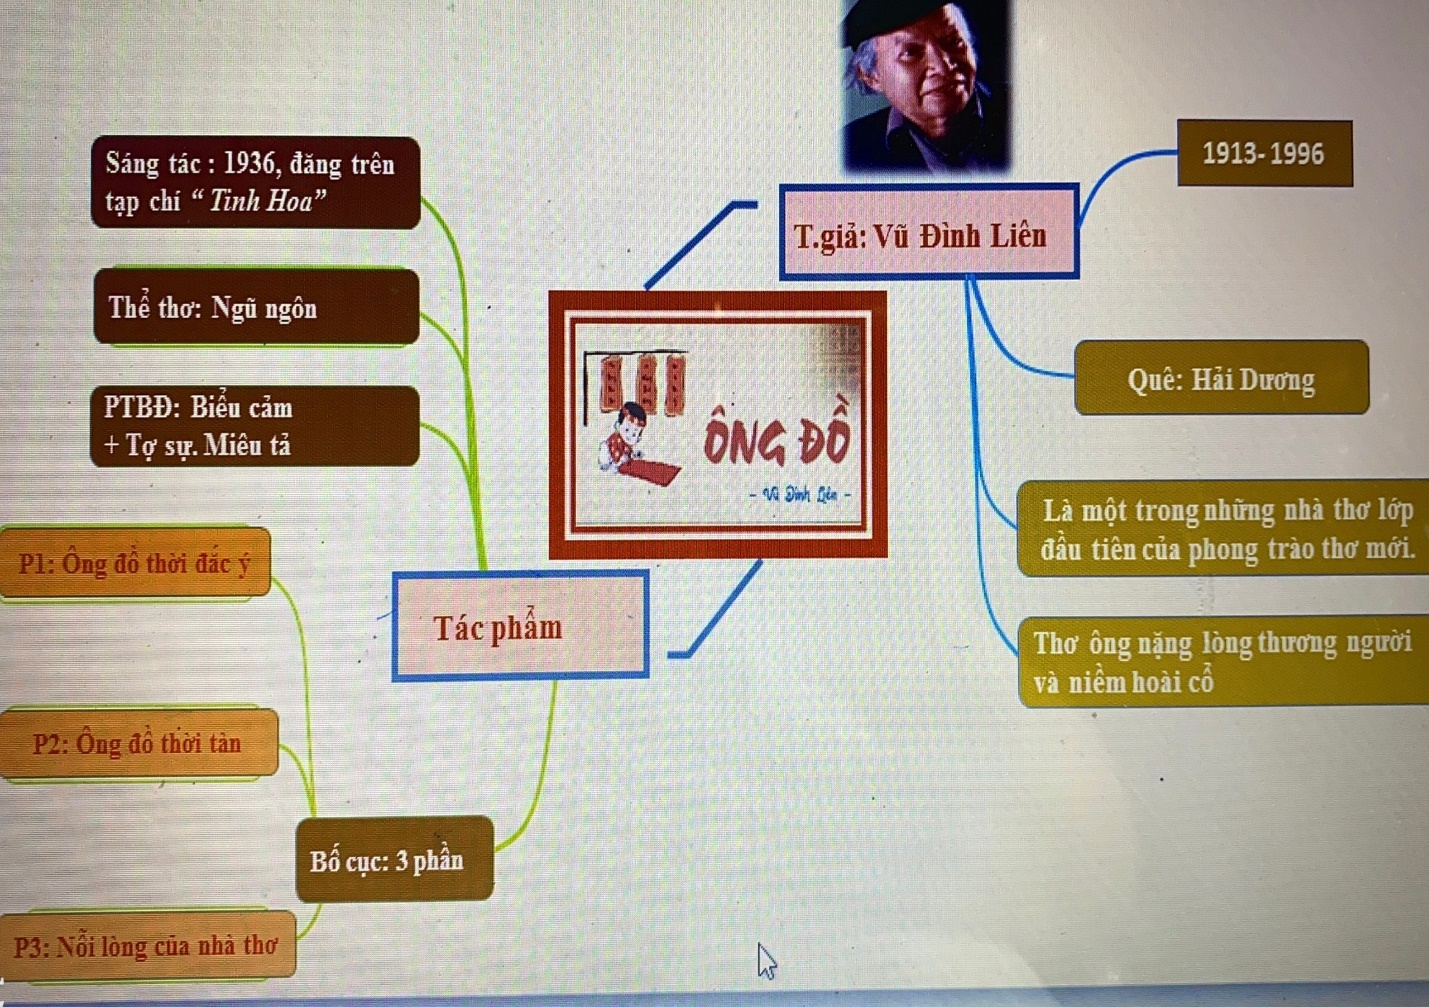 Sáng tác : 1936, đăng trên
tạp chí “ Tinh Hoa”
Thể thơ: Ngũ ngôn
PTBĐ: Biểu cảm
+ Tợ sự. Miêu tả
P1: Ông đồ thời đắc ý
P2: Ông đồ thời tàn
P3: Nỗi lòng của nhà thơ
Bố cục: 3 phần
Tác phẩm
ÔNG ĐỒ
- Vũ Đình Liên -
T.giả: Vũ Đình Liên
1913- 1996
Quê: Hải Dương
Là một trong những nhà thơ lớp
đầu tiên của phong trào thơ mới.
Thơ ông nặng lòng thương người
và niềm hoài cổ